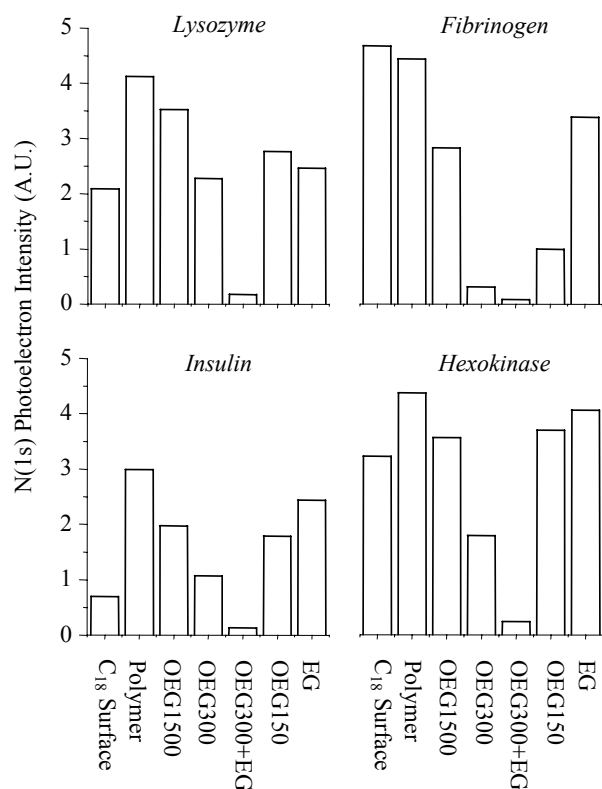 N(1s) Photoelectron Intensity (A.U.)
Lysozyme
Fibrinogen
5
4
3
2
1
0
Insulin
Hexokinase
5
4
3
2
1
0
C18 Surface
Polymer
OEG1500
OEG300
OEG300+EG
OEG150
EG
C18 Surface
Polymer
OEG1500
OEG300
OEG300+EG
OEG150
EG